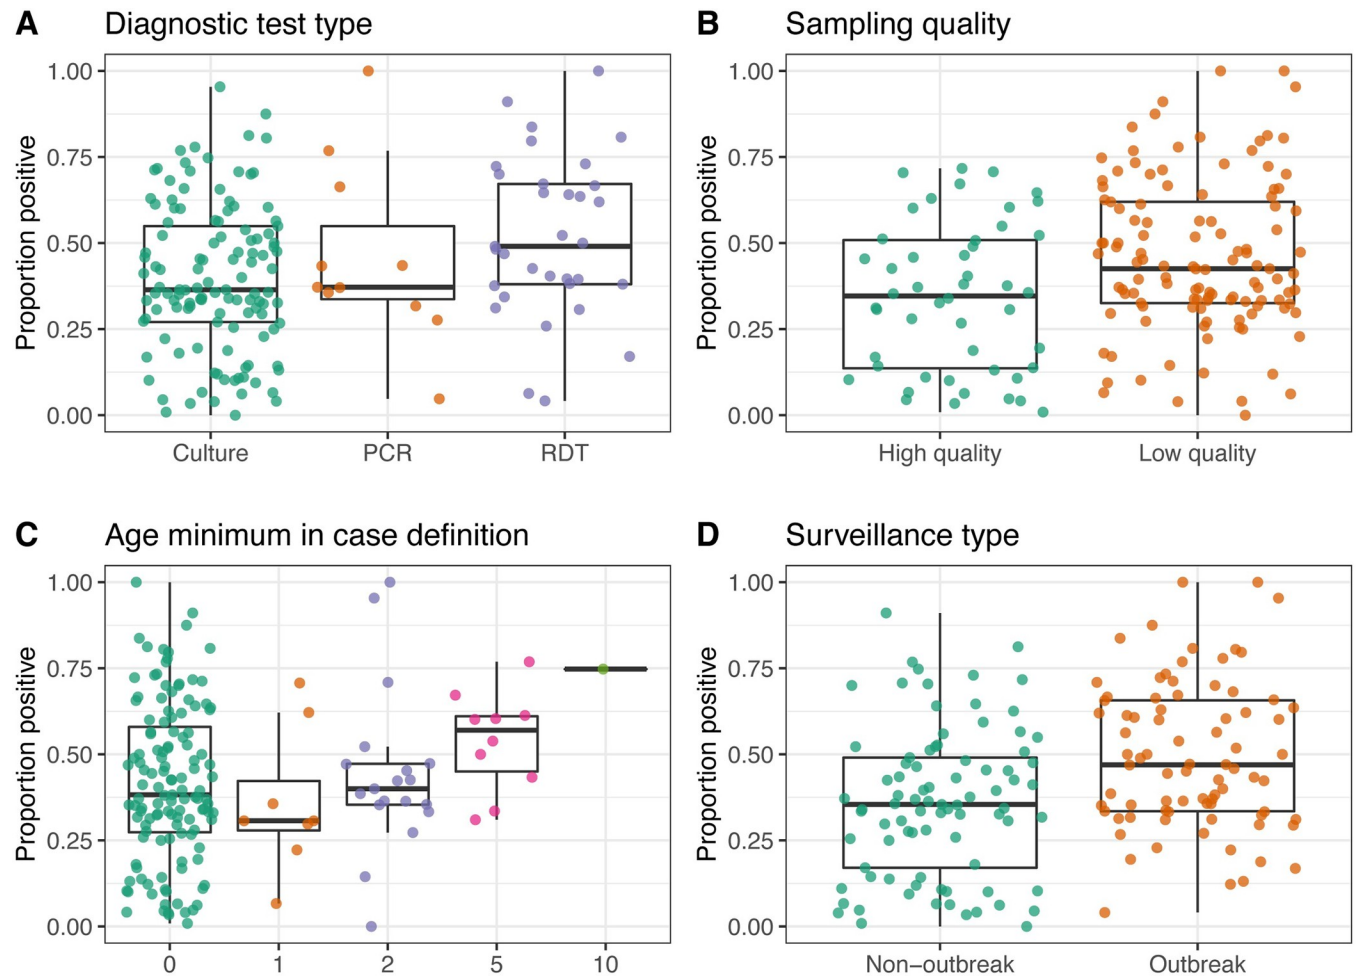 A Diagnostic test type
Proportion positive
1.00
0.75
0.50
0.25
0.00
Culture PCR RDT
B Sampling quality
Proportion positive
1.00
0.75
0.50
0.25
0.00
High quality Low quality
C Age minimum in case definition
Proportion positive
1.00
0.75
0.50
0.25
0.00
0 1 2 5 10
D Surveillance type
Proportion positive
1.00
0.75
0.50
0.25
0.00
Non−outbreak Outbreak